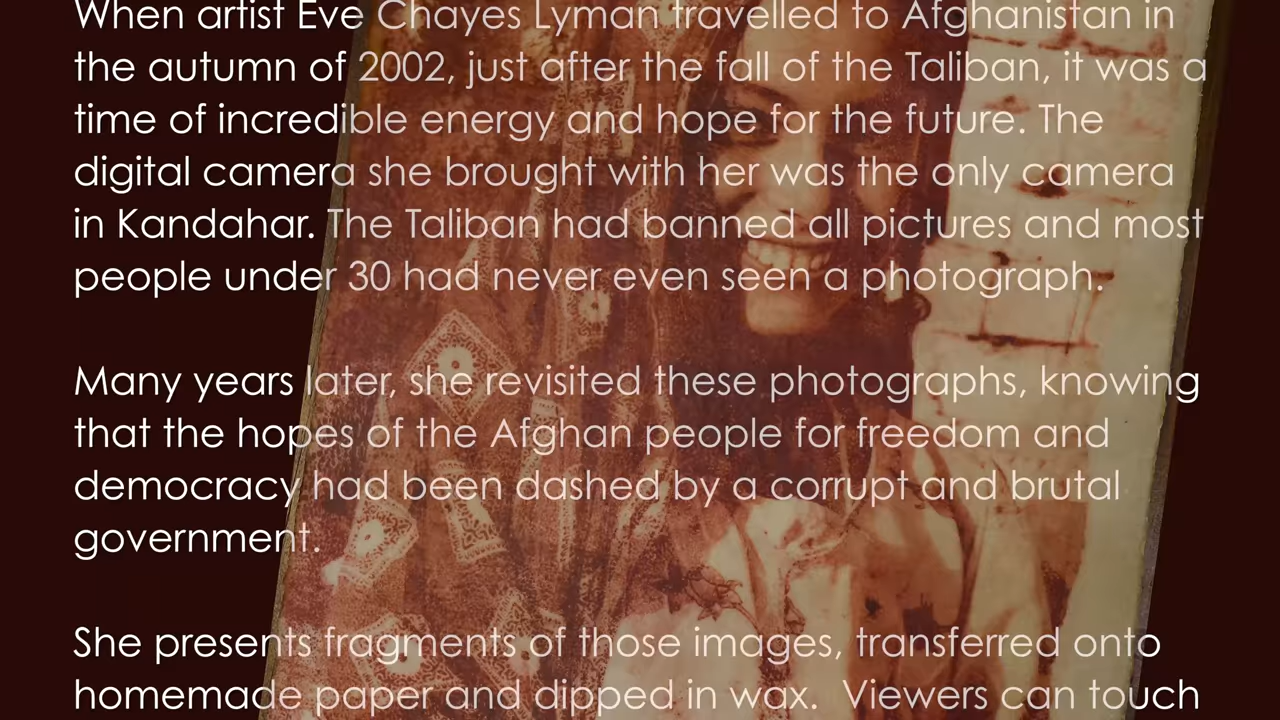 When artist Eve Chayes Lyman travelled to Afghanistan in
the autumn of 2002, just after the fall of the Taliban, it was a
time of incredible energy and hope for the future. The
digital camera she brought with her was the only camera
in Kandahar. The Taliban had banned all pictures and most
people under 30 had never even seen a photograph.
Many years later, she revisited these photographs, knowing
that the hopes of the Afghan people for freedom and
democracy had been dashed by a corrupt and brutal
government.
She presents fragments of those images, transferred onto
homemade paper and dipped in wax.  Viewers can touch